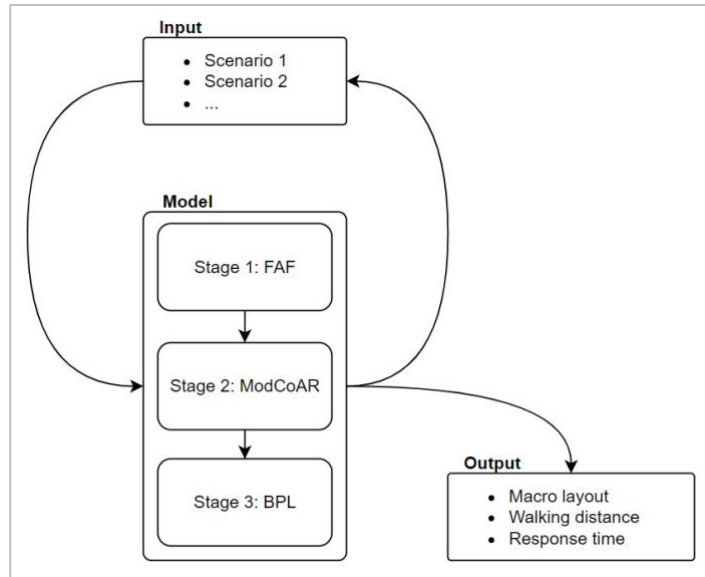 Input
• Scenario 1
• Scenario 2
• ...
Model
Stage 1: FAF
Stage 2: ModCoAR
Stage 3: BPL
Output
• Macro layout
• Walking distance
• Response time